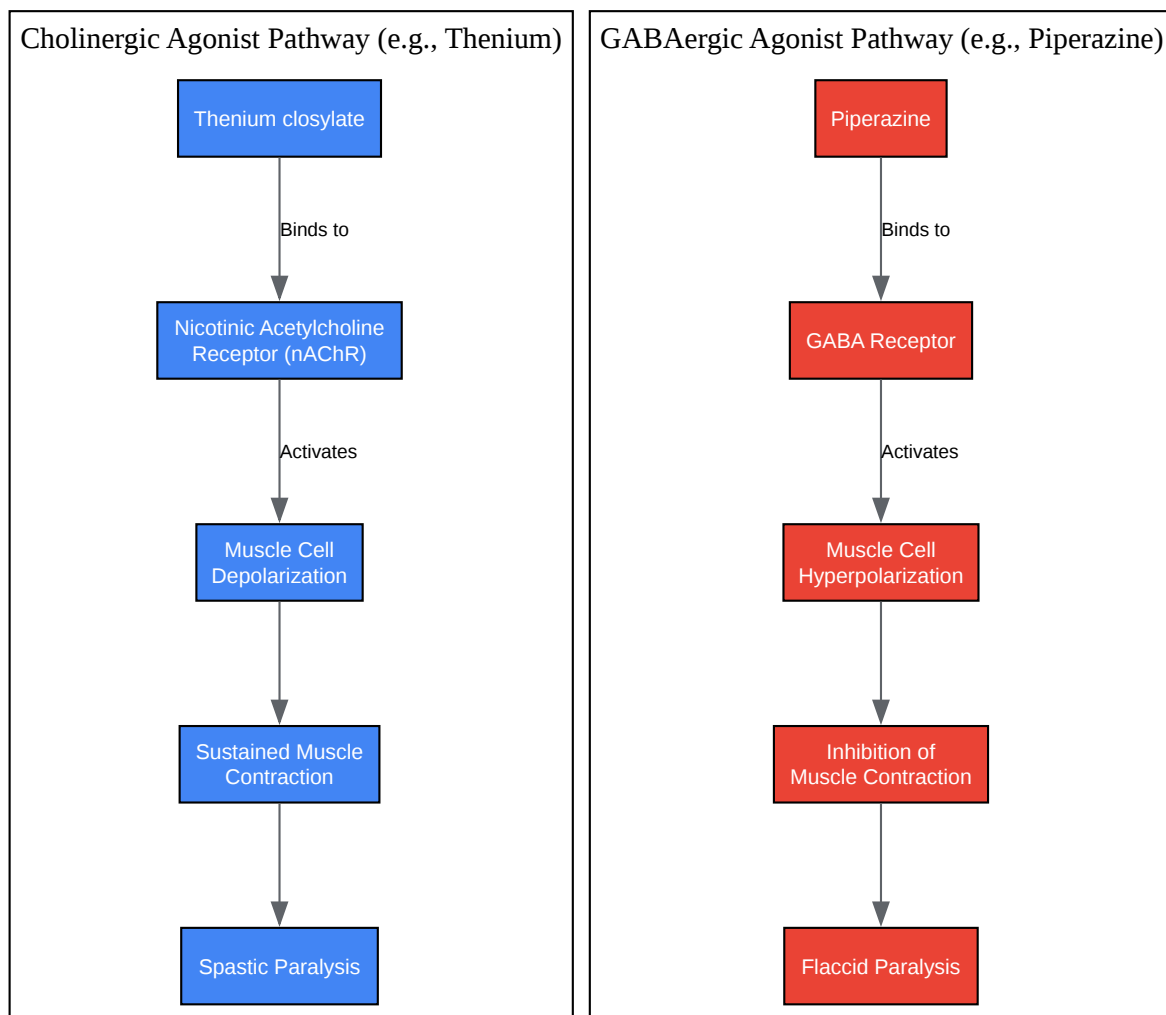 Cholinergic Agonist Pathway (e.g., Thenium)
Thenium closylate
Binds to
Nicotinic Acetylcholine
Receptor (nAChR)
Activates
Muscle Cell
Depolarization
Sustained Muscle
Contraction
Spastic Paralysis
GABAergic Agonist Pathway (e.g., Piperazine)
Piperazine
Binds to
GABA Receptor
Activates
Muscle Cell
Hyperpolarization
Inhibition of
Muscle Contraction
Flaccid Paralysis